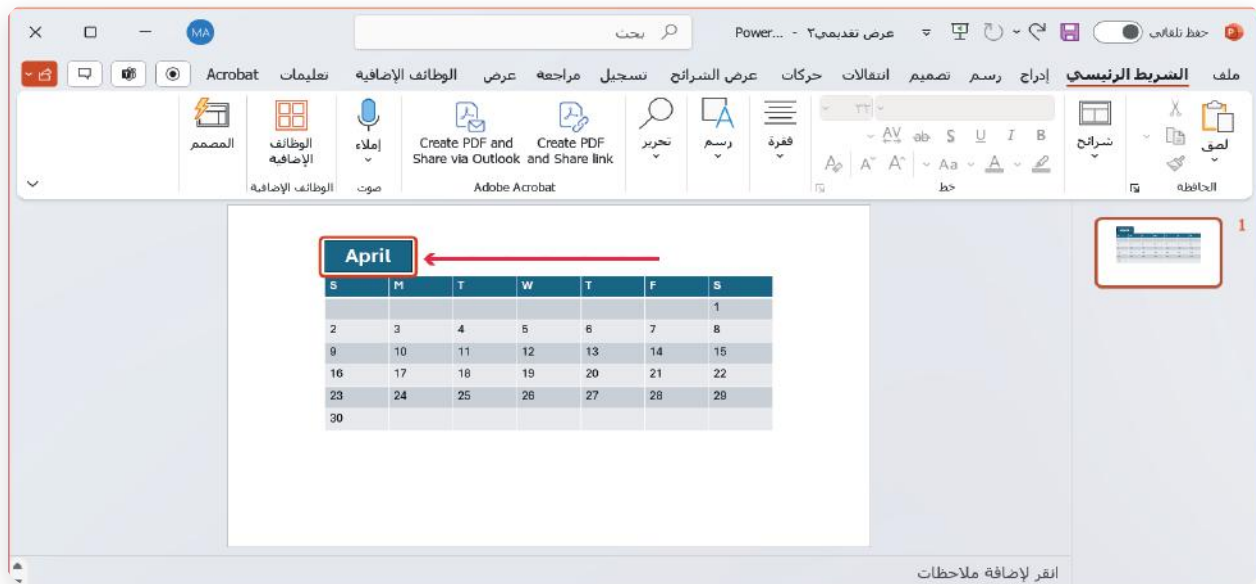 حفظ تلقائي
عرض تقديمي٢ - Power...
بحث
MA
ملف الشريط الرئيسي إدراج رسم تصميم انتقالات حركات عرض الشرائح تسجيل مراجعة عرض الوظائف الإضافية تعليمات Acrobat
لصق
الحافظة
شرائح
٣٢
B I U S ab AV
Aa A A A A
خط
فقرة
رسم
تحرير
Create PDF and Share link
Create PDF and Share via Outlook
Adobe Acrobat
إملاء
صوت
الوظائف الإضافية
الوظائف الإضافية
المصمم
1
April
S M T W T F S
1
2 3 4 5 6 7 8
9 10 11 12 13 14 15
16 17 18 19 20 21 22
23 24 25 26 27 28 29
30
انقر لإضافة ملاحظات